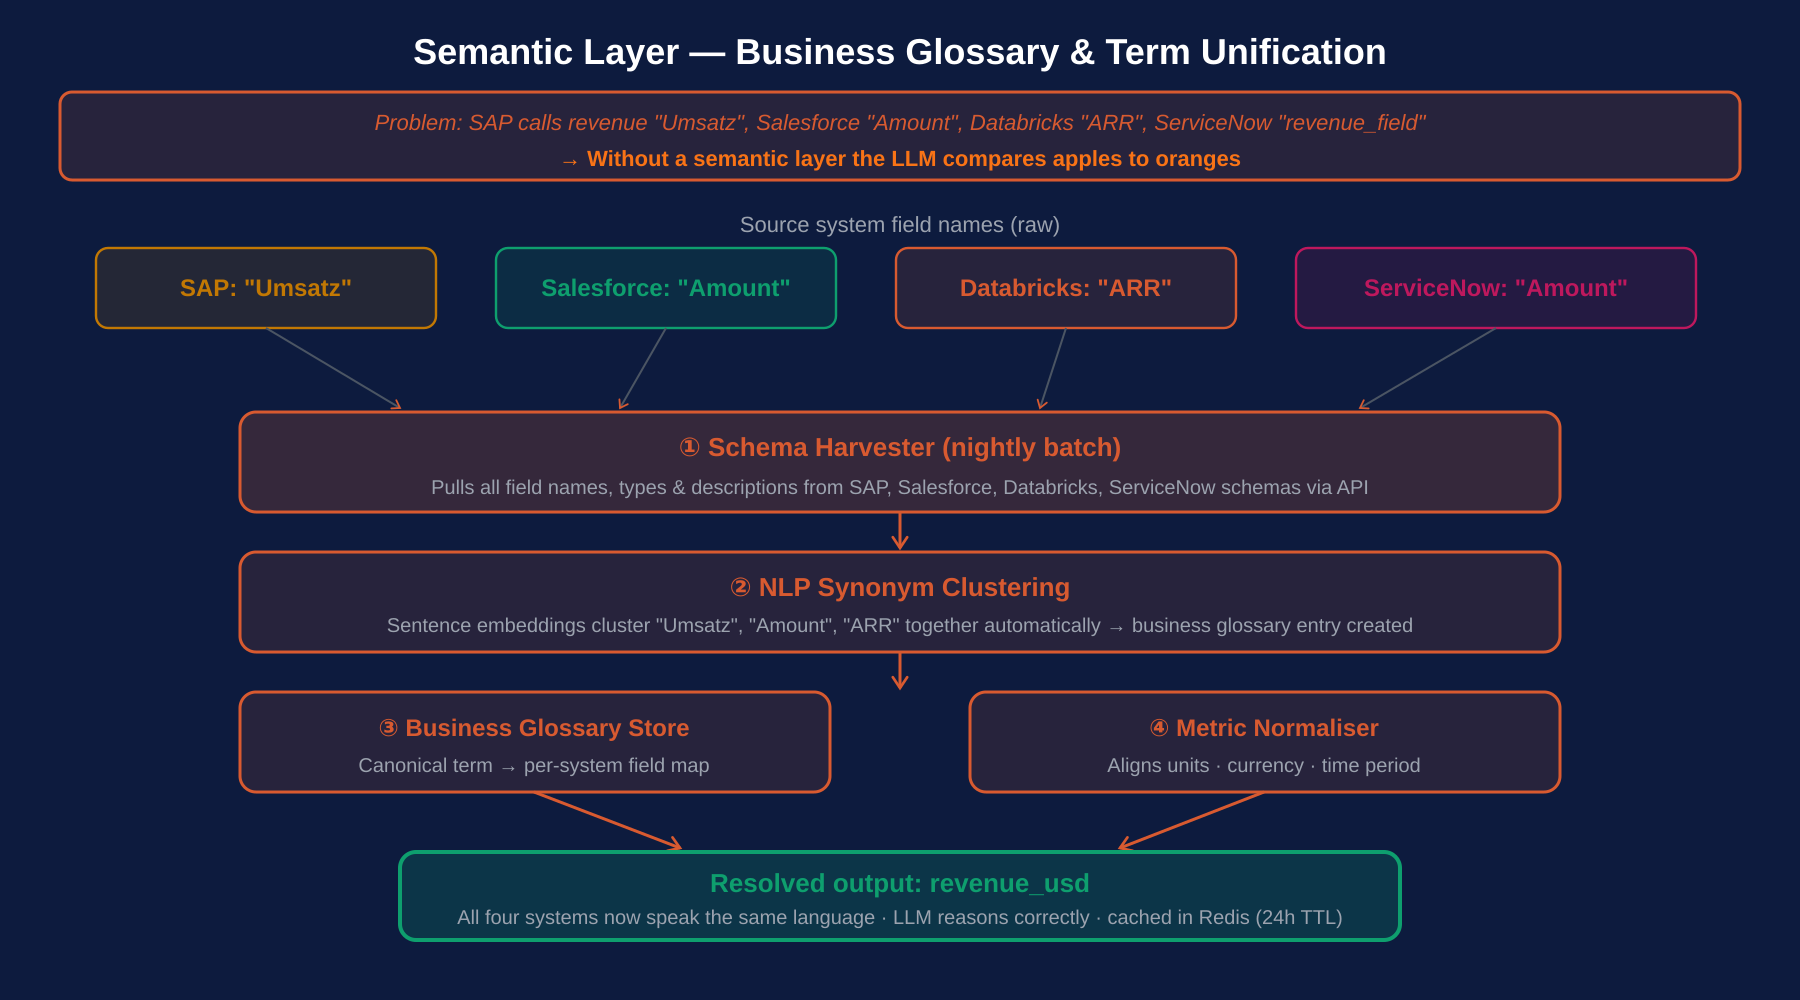 Semantic Layer — Business Glossary & Term Unification
Problem: SAP calls revenue "Umsatz", Salesforce "Amount", Databricks "ARR", ServiceNow "revenue_field"
→ Without a semantic layer the LLM compares apples to oranges
Source system field names (raw)
SAP: "Umsatz"
Salesforce: "Amount"
Databricks: "ARR"
ServiceNow: "Amount"
① Schema Harvester (nightly batch)
Pulls all field names, types & descriptions from SAP, Salesforce, Databricks, ServiceNow schemas via API
② NLP Synonym Clustering
Sentence embeddings cluster "Umsatz", "Amount", "ARR" together automatically → business glossary entry created
③ Business Glossary Store
Canonical term → per-system field map
④ Metric Normaliser
Aligns units · currency · time period
Resolved output: revenue_usd
All four systems now speak the same language · LLM reasons correctly · cached in Redis (24h TTL)